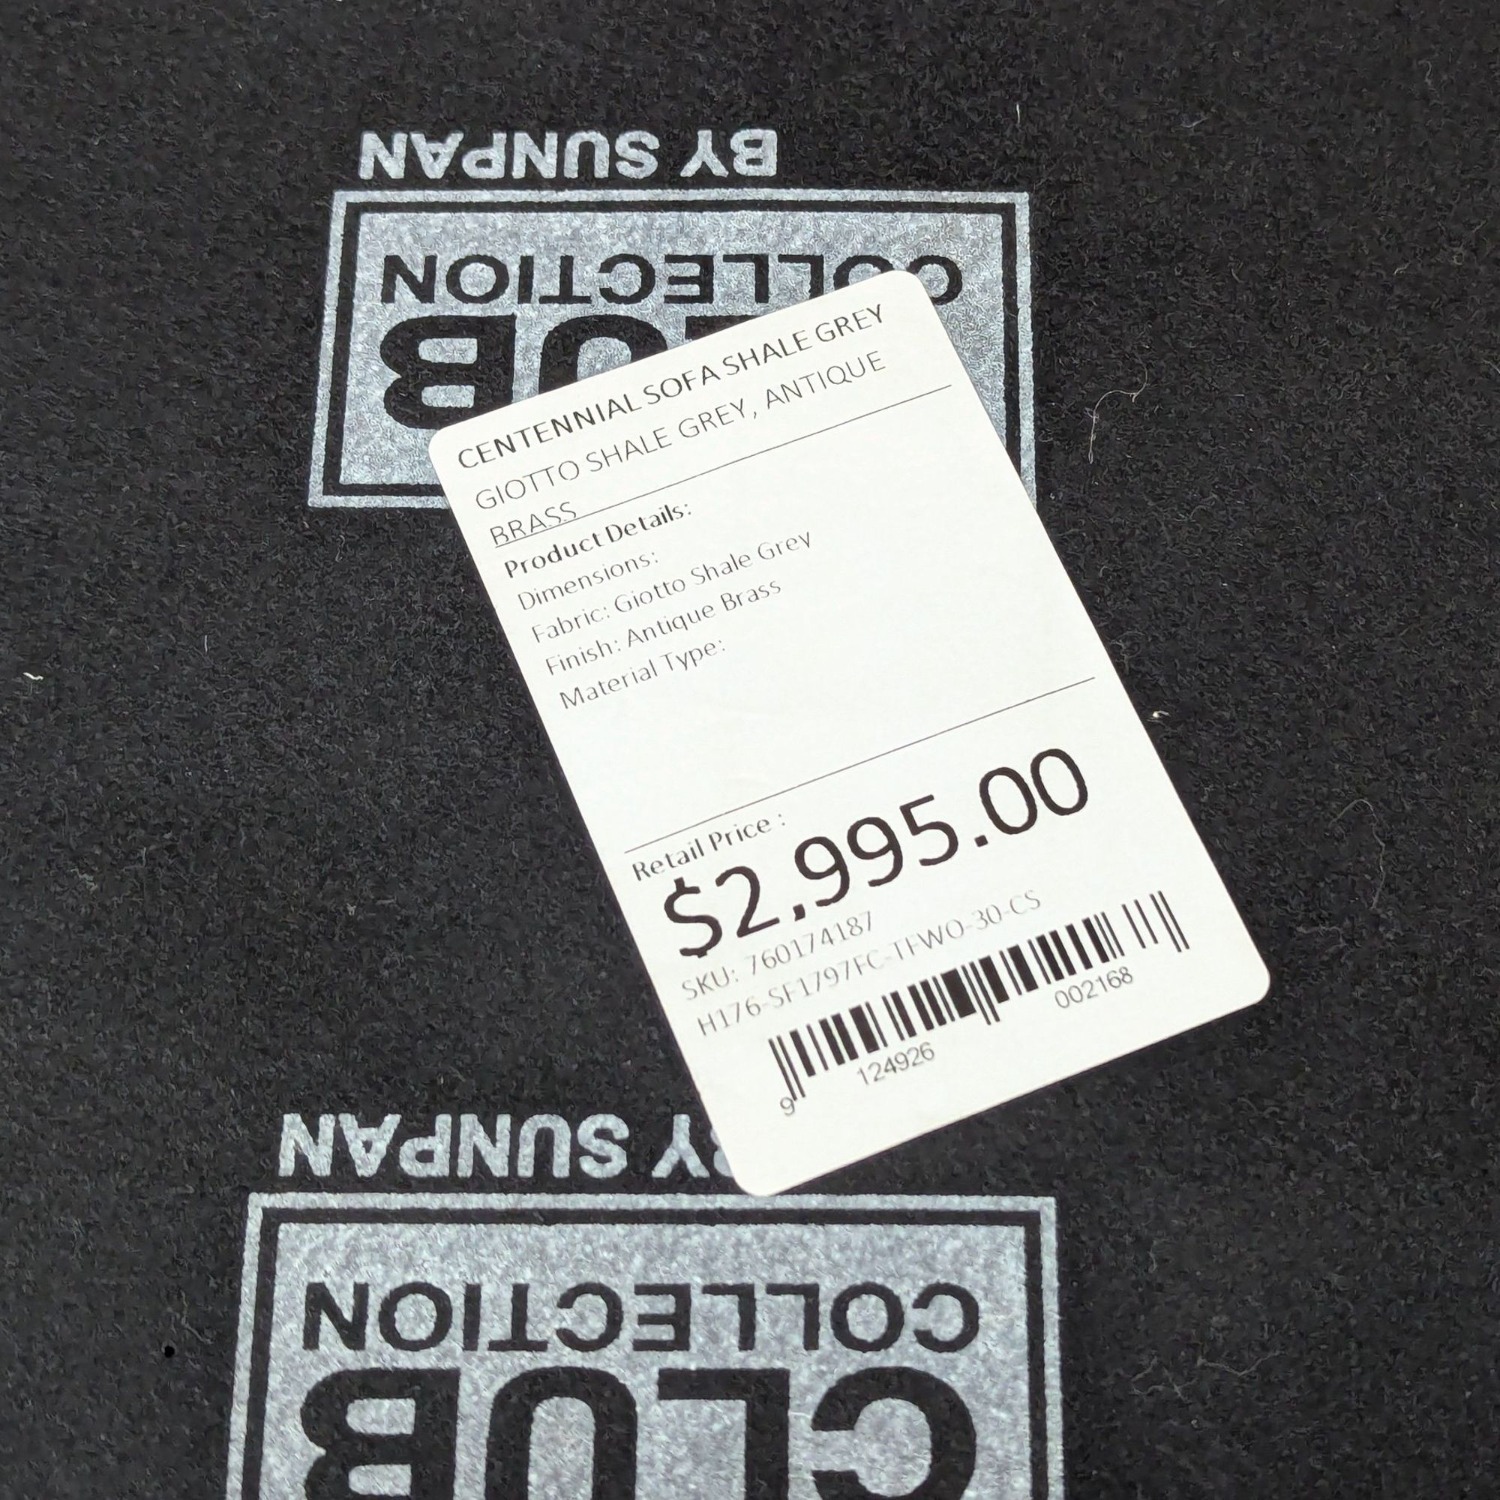 BY SUNPAN
COLLECTION
CENTENNIAL SOFA SHALE GREY
GIOTTO SHALE GREY, ANTIQUE
BRASS
Product Details:
Dimensions:
Fabric: Giotto Shale Grey
Finish: Antique Brass
Material Type:
Retail Price :
$2,995.00
SKU: 760174187
H176-SF1797FC-TFWO-30-CS
9 124926 002168
BY SUNPAN
COLLECTION
CLUB